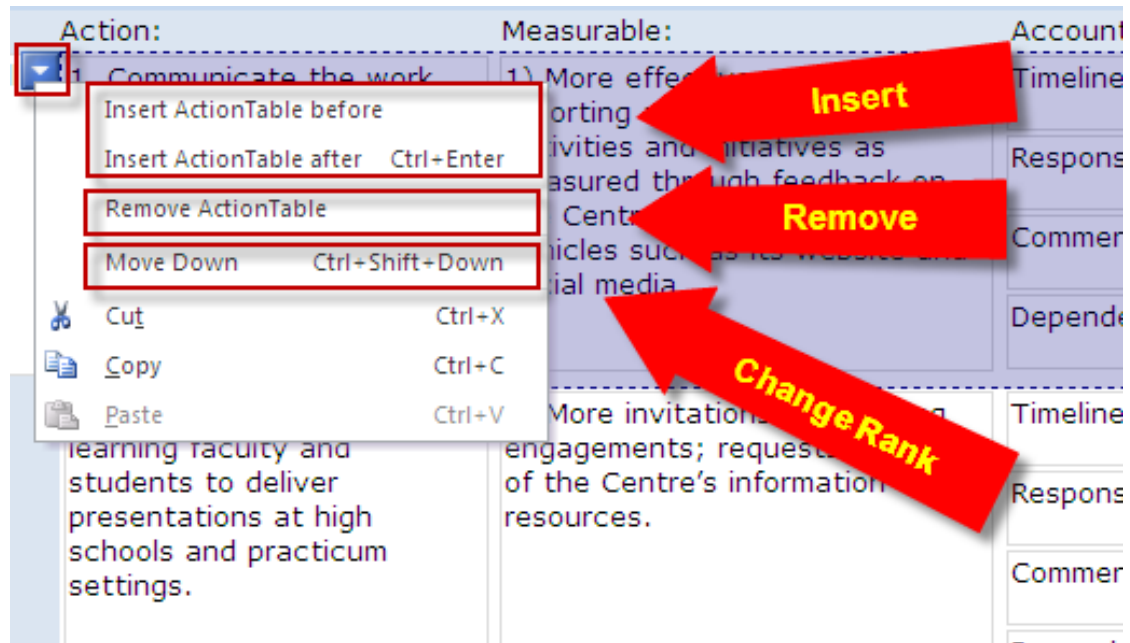 Action: Measurable: Account
1. Communicate the work
1) More effec
orting
ivities and initiatives as
asured through feedback on
Centr
icles such as its website and
ial media
Timeline
Respons
Commen
Depende
Insert ActionTable before
Insert ActionTable after Ctrl+Enter
Remove ActionTable
Move Down Ctrl+Shift+Down
Cut Ctrl+X
Copy Ctrl+C
Paste Ctrl+V
Insert
Remove
Change Rank
learning faculty and
students to deliver
presentations at high
schools and practicum
settings.
More invitations
engagements; requests
of the Centre's information
resources.
Timeline
Respons
Commen